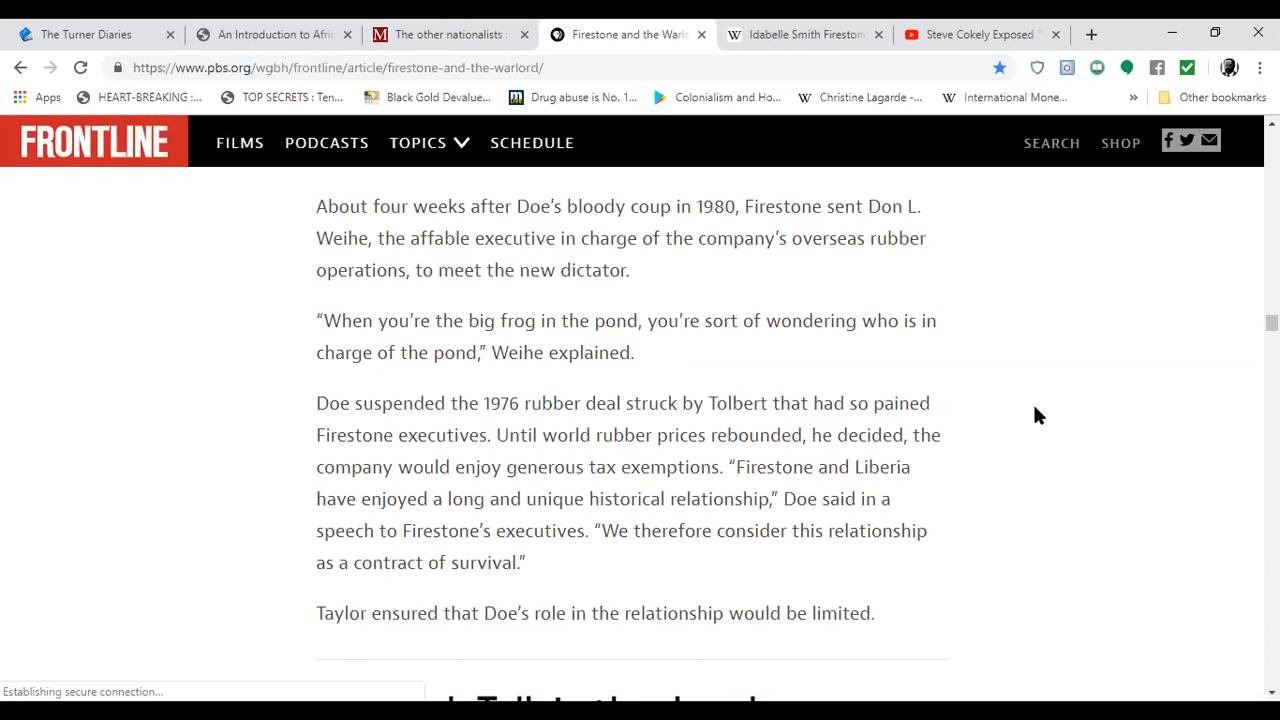 The Turner Diaries
An Introduction to Afric
The other nationalists :
Firestone and the Warlo
Idabelle Smith Firestone
Steve Cokely Exposed "
https://www.pbs.org/wgbh/frontline/article/firestone-and-the-warlord/
Apps
HEART-BREAKING :...
TOP SECRETS : Ten...
Black Gold Devalue...
Drug abuse is No. 1...
Colonialism and Ho...
Christine Lagarde -...
International Mone...
Other bookmarks
FRONTLINE
FILMS
PODCASTS
TOPICS
SCHEDULE
SEARCH
SHOP
About four weeks after Doe’s bloody coup in 1980, Firestone sent Don L.
Weihe, the affable executive in charge of the company’s overseas rubber
operations, to meet the new dictator.
“When you’re the big frog in the pond, you’re sort of wondering who is in
charge of the pond,” Weihe explained.
Doe suspended the 1976 rubber deal struck by Tolbert that had so pained
Firestone executives. Until world rubber prices rebounded, he decided, the
company would enjoy generous tax exemptions. “Firestone and Liberia
have enjoyed a long and unique historical relationship,” Doe said in a
speech to Firestone’s executives. “We therefore consider this relationship
as a contract of survival.”
Taylor ensured that Doe’s role in the relationship would be limited.
Establishing secure connection...